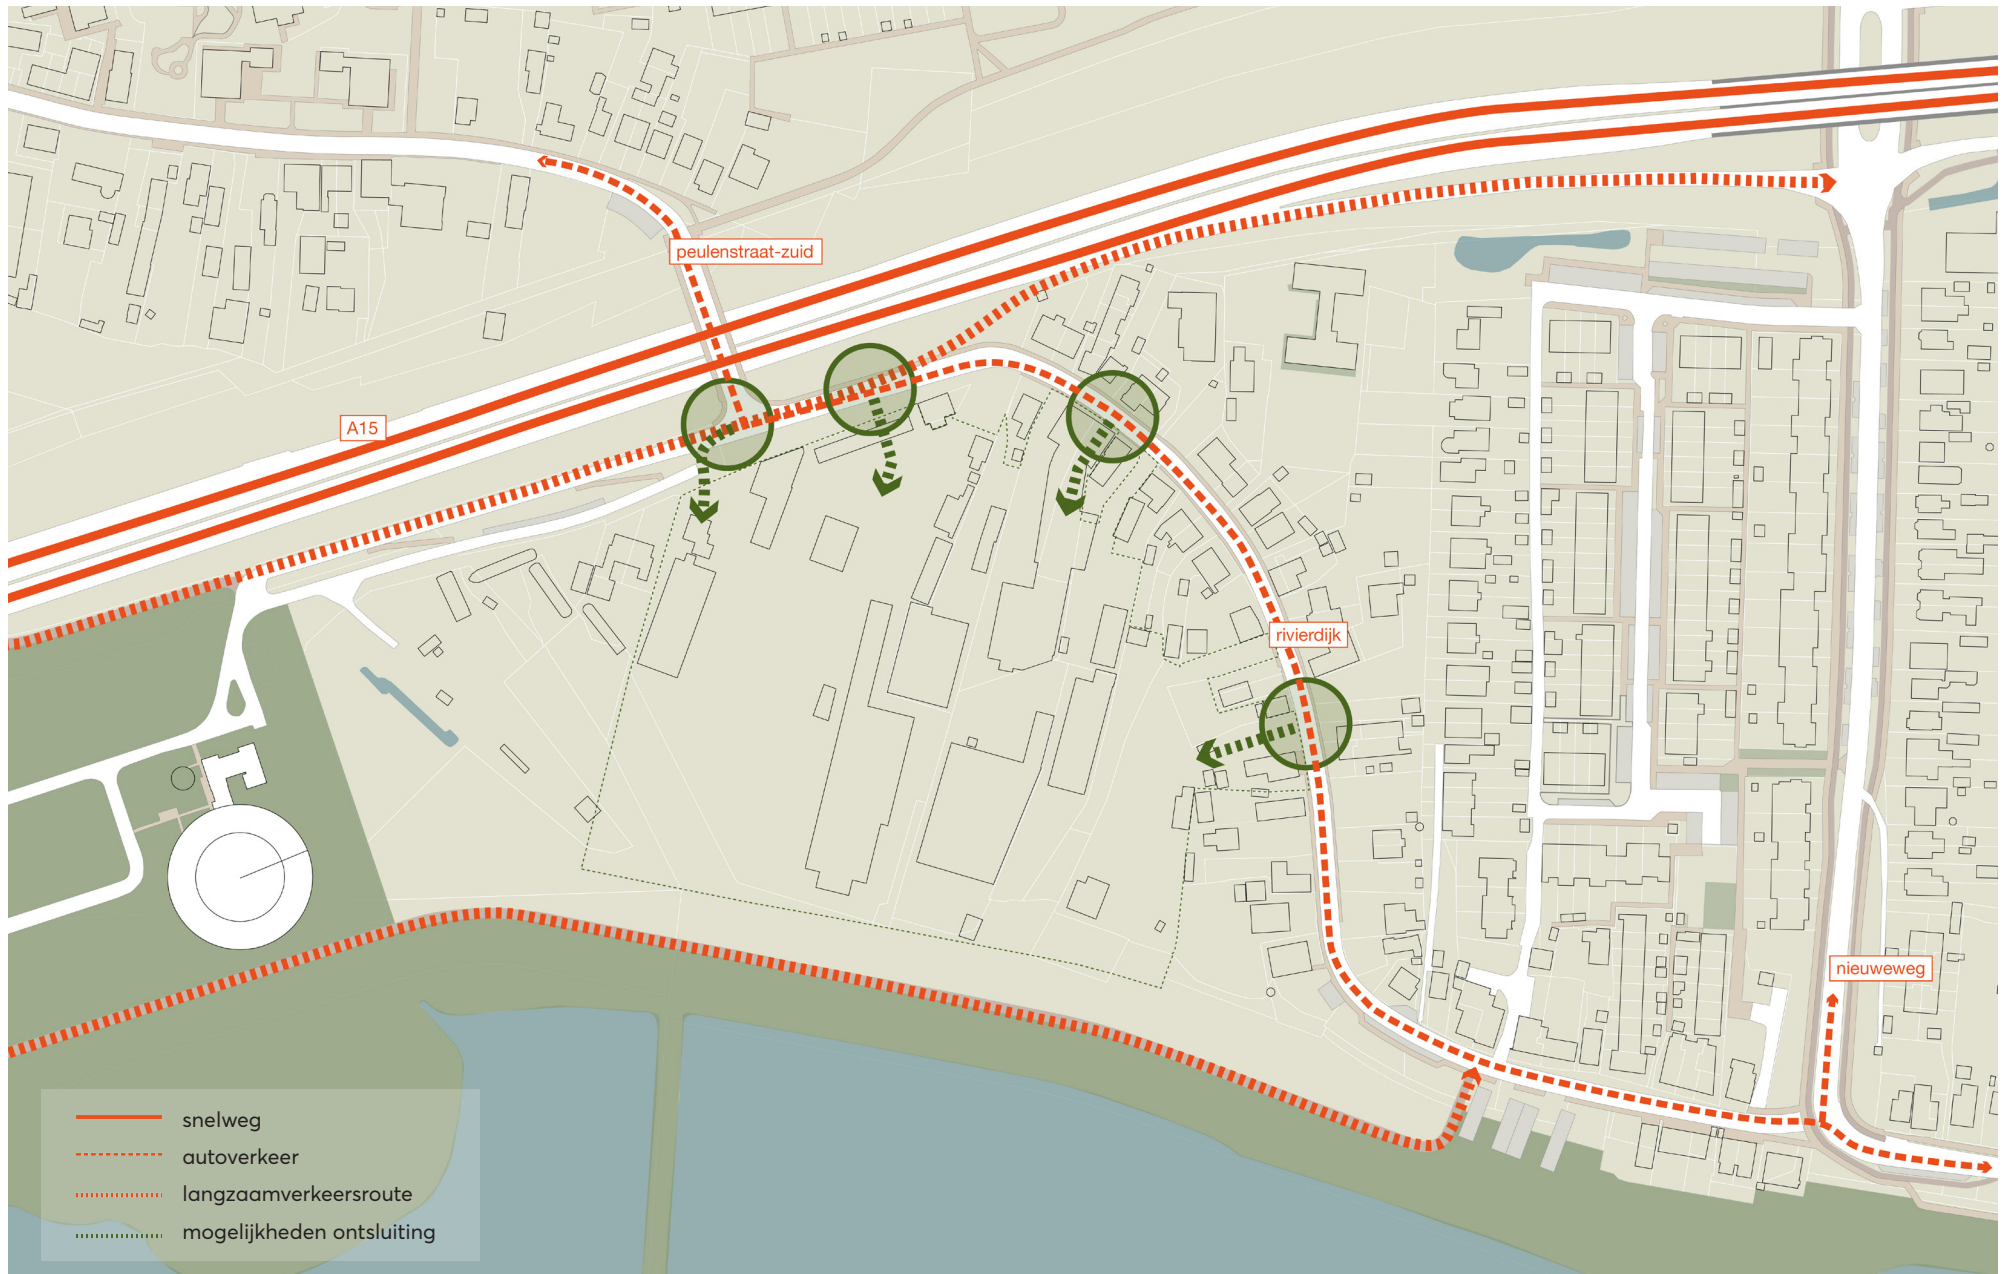 peulenstraat-zuid
A15
rivierdijk
nieuweweg
snelweg
autoverkeer
langzaamverkeersroute
mogelijkheden ontsluiting